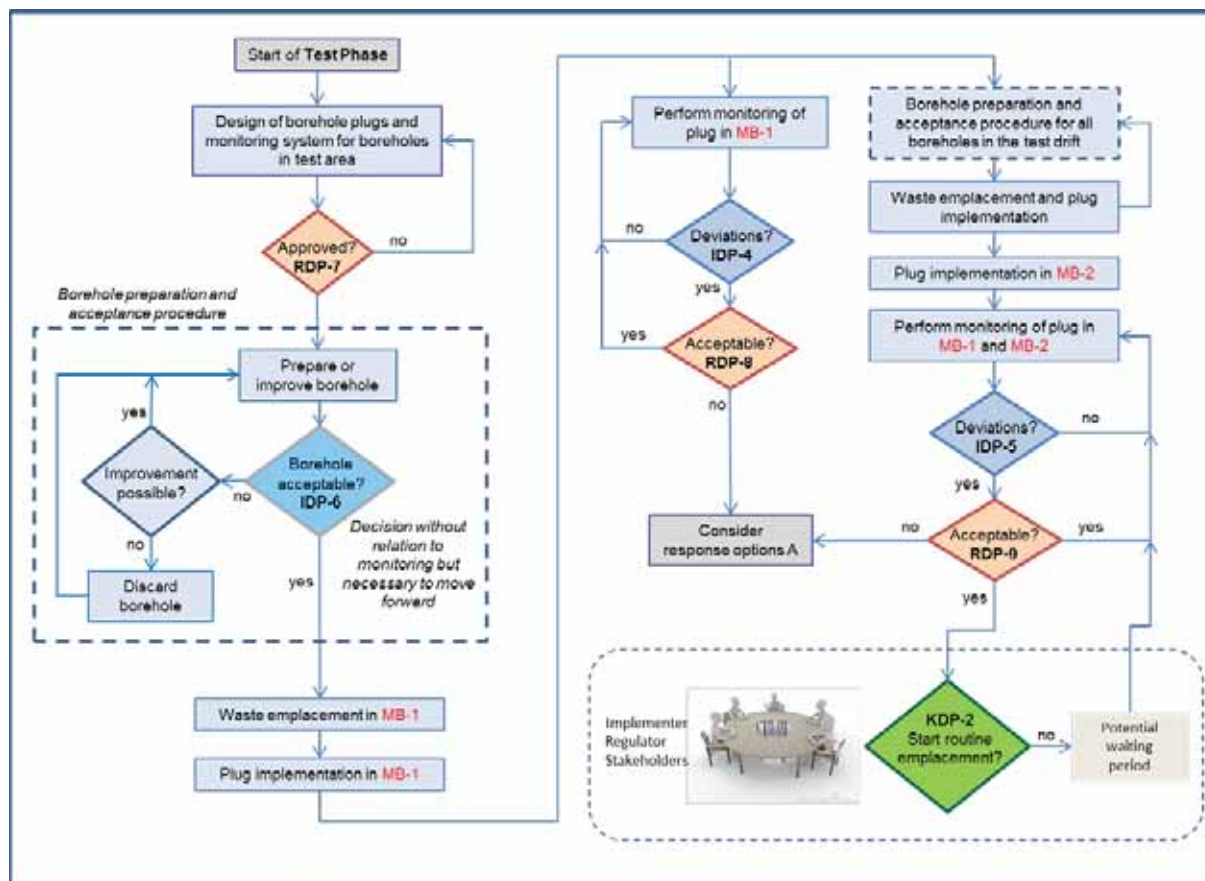 Start of Test Phase
Design of borehole plugs and
monitoring system for boreholes
in test area
Approved?
RDP-7
no
Borehole preparation and
acceptance procedure
Prepare or
improve borehole
yes
Improvement
possible?
no
Borehole
acceptable?
IDP-6
no
Discard
borehole
yes
Decision without
relation to
monitoring but
necessary to move
forward
Waste emplacement in MB-1
Plug implementation in MB-1
Perform monitoring of
plug in MB-1
no
Deviations?
IDP-4
yes
yes
Acceptable?
RDP-8
no
Consider
response options A
Borehole preparation and
acceptance procedure for all
boreholes in the test drift
Waste emplacement and plug
implementation
Plug implementation in MB-2
Perform monitoring of plug in
MB-1 and MB-2
Deviations?
IDP-5
no
yes
no
Acceptable?
RDP-9
yes
yes
Implementer
Regulator
Stakeholders
KDP-2
Start routine
emplacement?
no
Potential
waiting
period